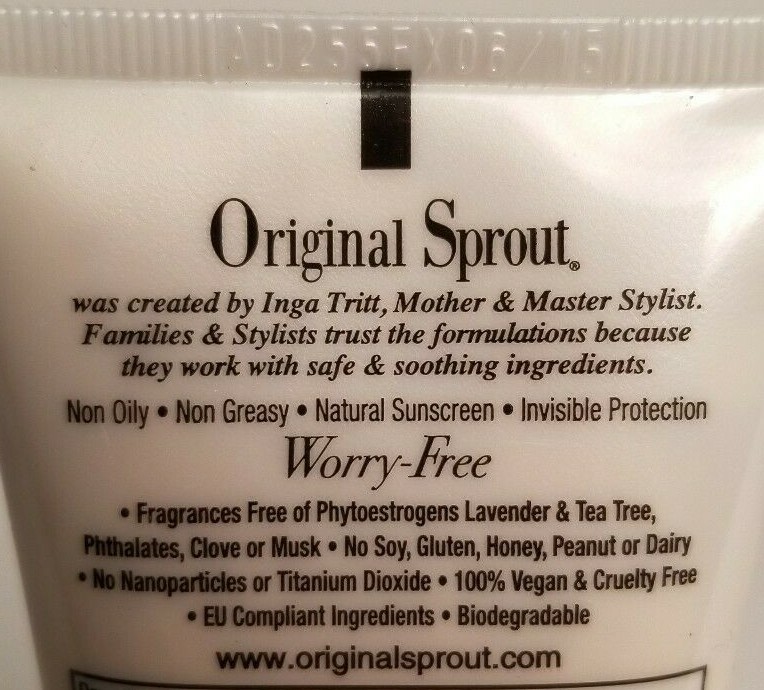 AD255EX06/15
Original Sprout®
was created by Inga Tritt, Mother & Master Stylist.
Families & Stylists trust the formulations because
they work with safe & soothing ingredients.
Non Oily • Non Greasy • Natural Sunscreen • Invisible Protection
Worry-Free
• Fragrances Free of Phytoestrogens Lavender & Tea Tree,
Phthalates, Clove or Musk • No Soy, Gluten, Honey, Peanut or Dairy
• No Nanoparticles or Titanium Dioxide • 100% Vegan & Cruelty Free
• EU Compliant Ingredients • Biodegradable
www.originalsprout.com